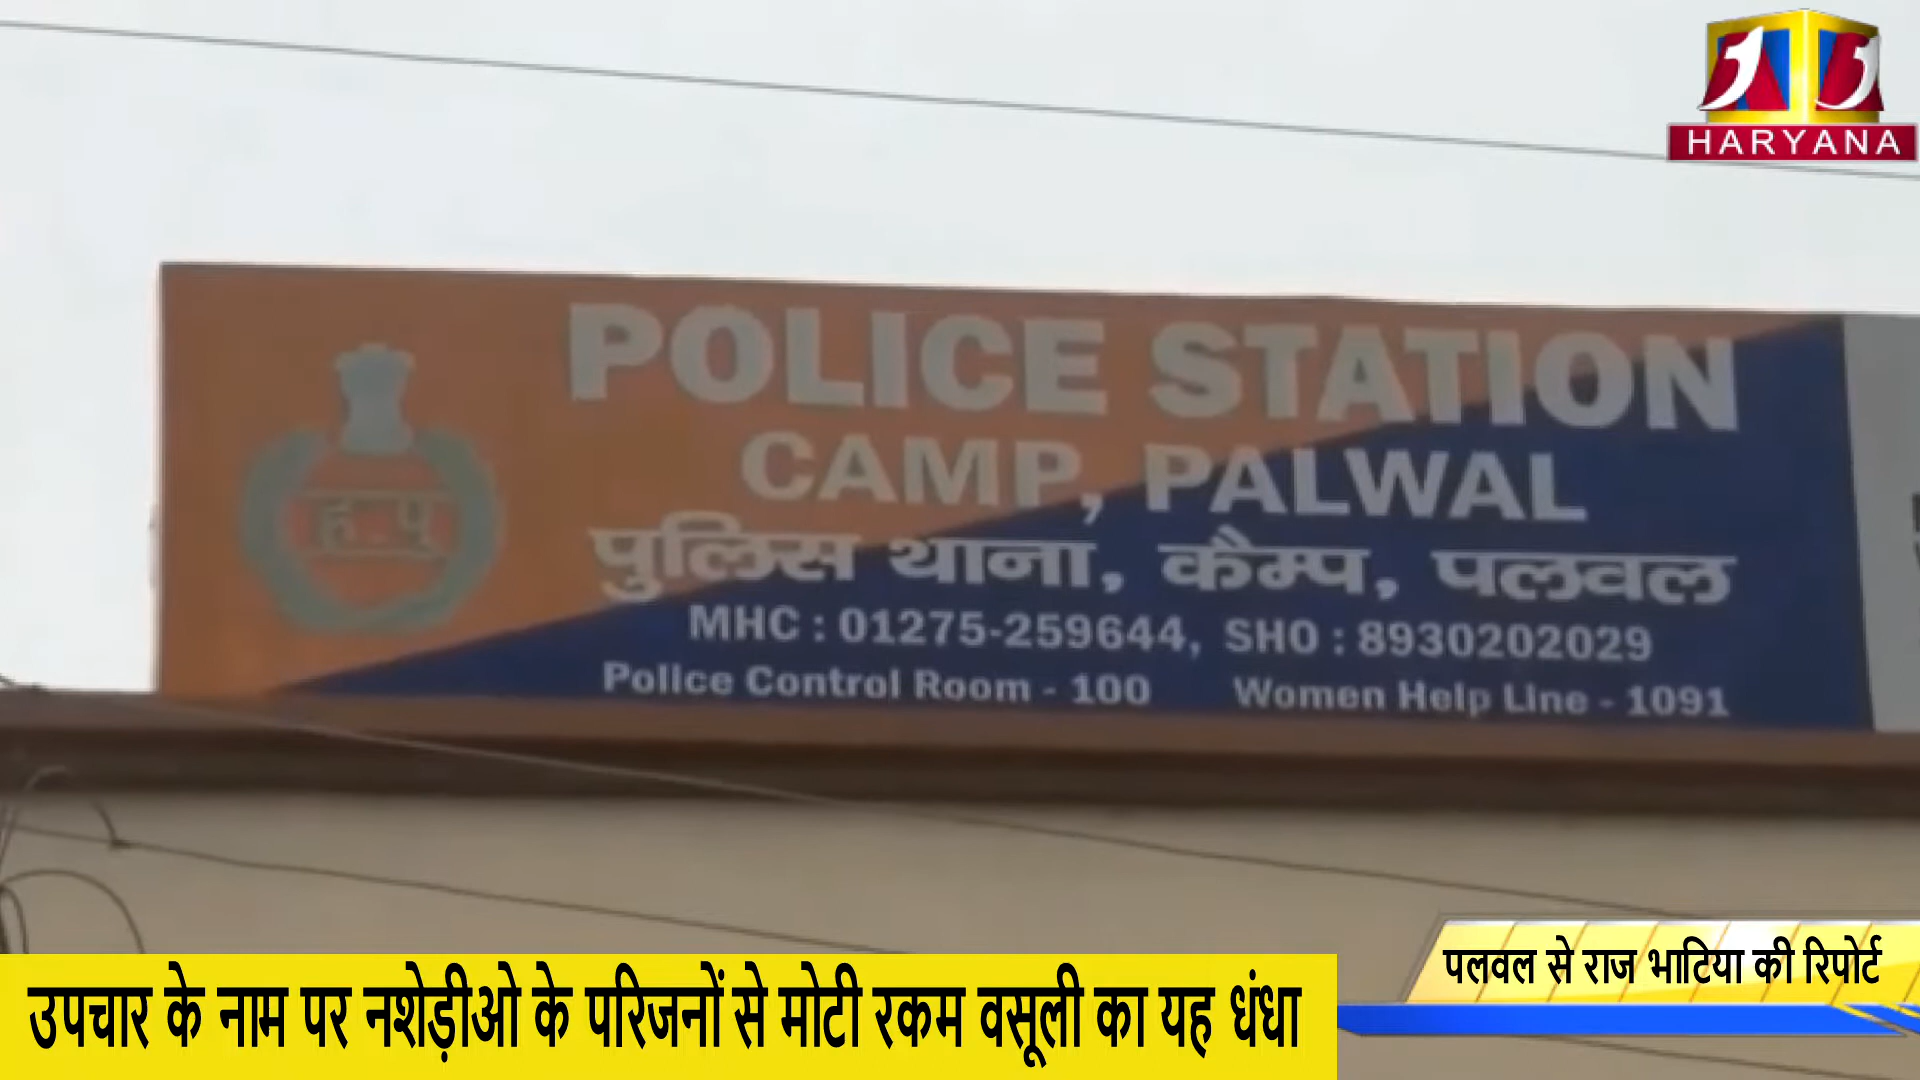 HARYANA
POLICE STATION
CAMP, PALWAL
पुलिस थाना, कैम्प, पलवल
MHC : 01275-259644, SHO : 8930202029
Police Control Room - 100 Women Help Line - 1091
ह पु
पलवल से राज भाटिया की रिपोर्ट
उपचार के नाम पर नशेड़ीओ के परिजनों से मोटी रकम वसूली का यह धंधा